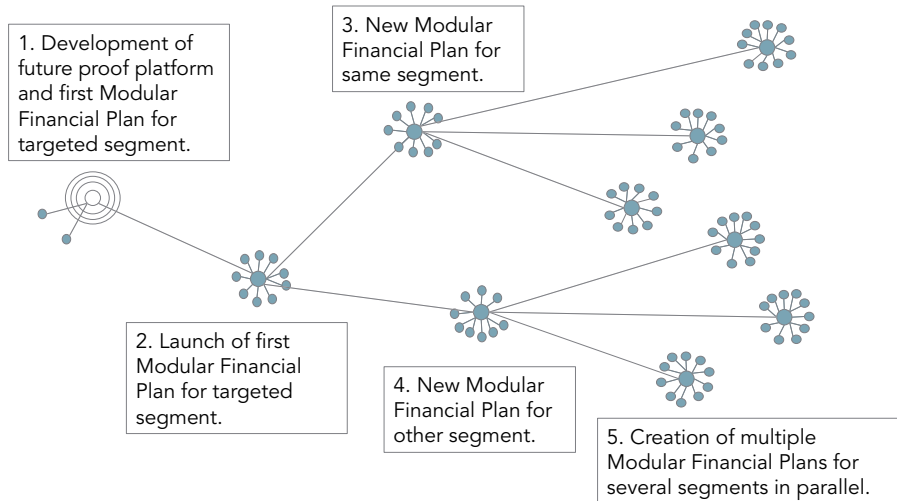 1. Development of
future proof platform
and first Modular
Financial Plan for
targeted segment.
3. New Modular
Financial Plan for
same segment.
2. Launch of first
Modular Financial
Plan for targeted
segment.
4. New Modular
Financial Plan for
other segment.
5. Creation of multiple
Modular Financial Plans for
several segments in parallel.